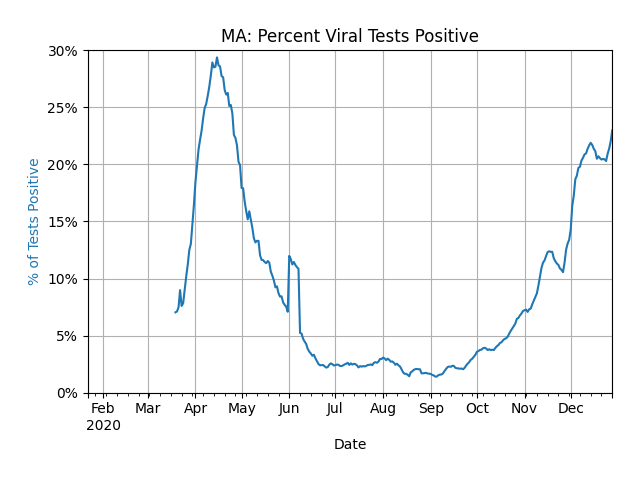 MA: Percent Viral Tests Positive
30%
25%
20%
15%
10%
5%
0%
% of Tests Positive
Feb Mar Apr May Jun Jul Aug Sep Oct Nov Dec
2020
Date